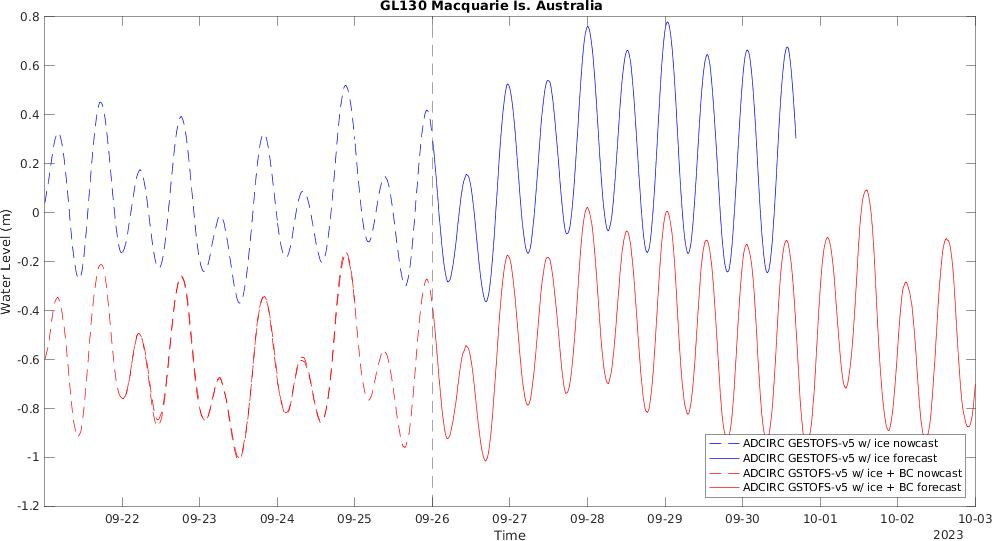 GL130 Macquarie Is. Australia
0.8
0.6
0.4
0.2
0
-0.2
-0.4
-0.6
-0.8
-1
-1.2
Water Level (m)
09-22 09-23 09-24 09-25 09-26 09-27 09-28 09-29 09-30 10-01 10-02 10-03
Time
2023
ADCIRC GESTOFS-v5 w/ ice nowcast
ADCIRC GESTOFS-v5 w/ ice forecast
ADCIRC GSTOFS-v5 w/ ice + BC nowcast
ADCIRC GSTOFS-v5 w/ ice + BC forecast